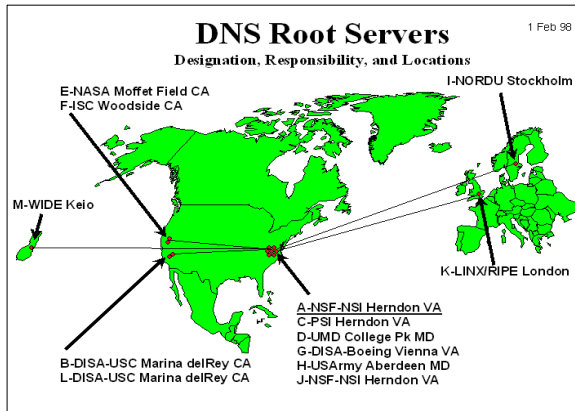 DNS Root Servers
1 Feb 98
Designation, Responsibility, and Locations
E-NASA Moffet Field CA
F-ISC Woodside CA
I-NORDU Stockholm
M-WIDE Keio
K-LINX/RIPE London
A-NSF-NSI Herndon VA
C-PSI Herndon VA
D-UMD College Pk MD
G-DISA-Boeing Vienna VA
H-USArmy Aberdeen MD
J-NSF-NSI Herndon VA
B-DISA-USC Marina delRey CA
L-DISA-USC Marina delRey CA